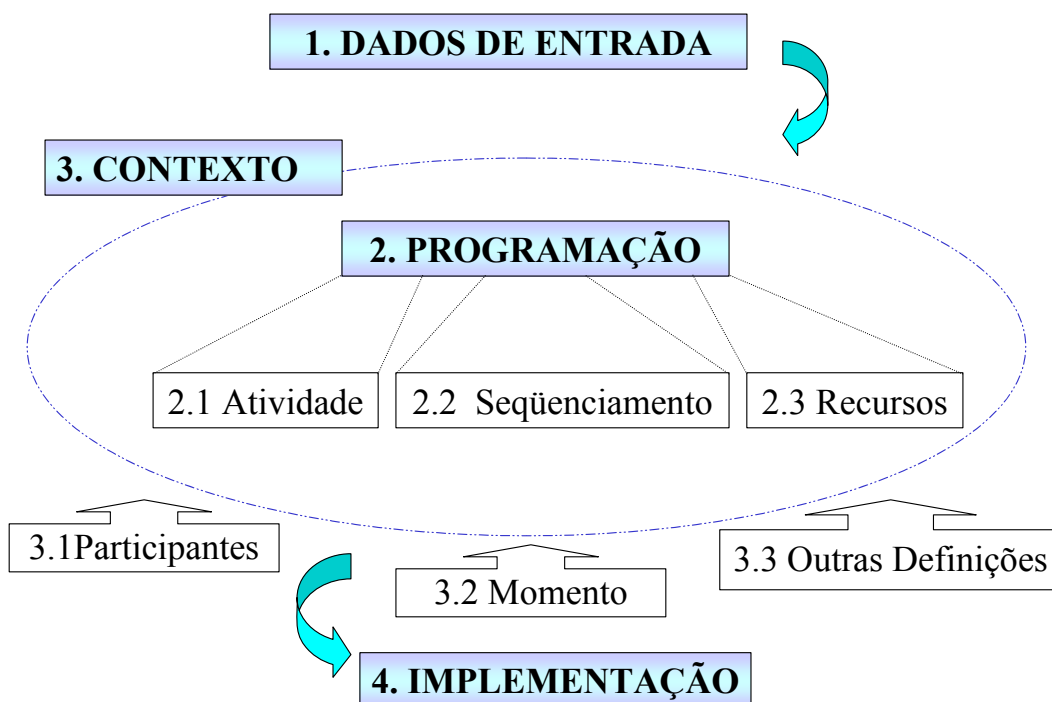 1. DADOS DE ENTRADA
3. CONTEXTO
2. PROGRAMAÇÃO
2.1 Atividade
2.2 Seqüenciamento
2.3 Recursos
3.1Participantes
3.2 Momento
3.3 Outras Definições
4. IMPLEMENTAÇÃO